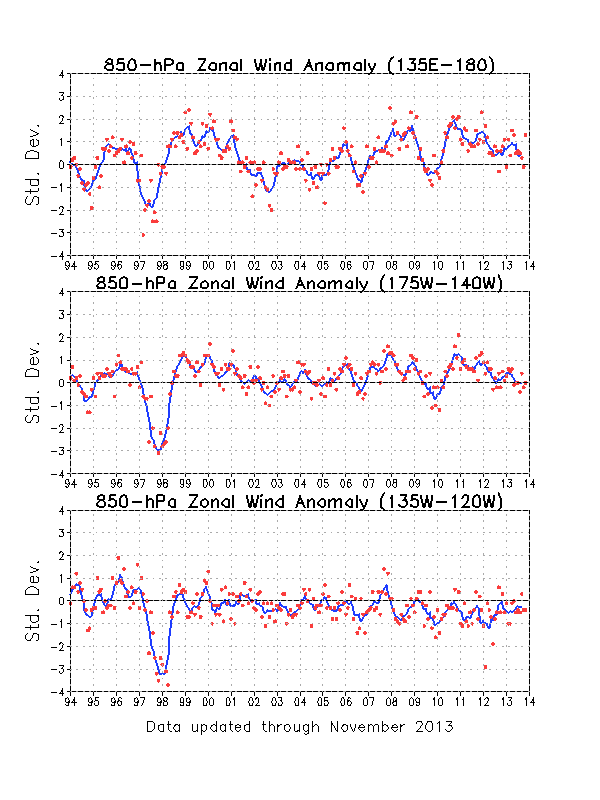 850-hPa Zonal Wind Anomaly (135E-180)
Std. Dev.
4
3
2
1
0
-1
-2
-3
-4
94 95 96 97 98 99 00 01 02 03 04 05 06 07 08 09 10 11 12 13 14
850-hPa Zonal Wind Anomaly (175W-140W)
Std. Dev.
4
3
2
1
0
-1
-2
-3
-4
94 95 96 97 98 99 00 01 02 03 04 05 06 07 08 09 10 11 12 13 14
850-hPa Zonal Wind Anomaly (135W-120W)
Std. Dev.
4
3
2
1
0
-1
-2
-3
-4
94 95 96 97 98 99 00 01 02 03 04 05 06 07 08 09 10 11 12 13 14
Data updated through November 2013